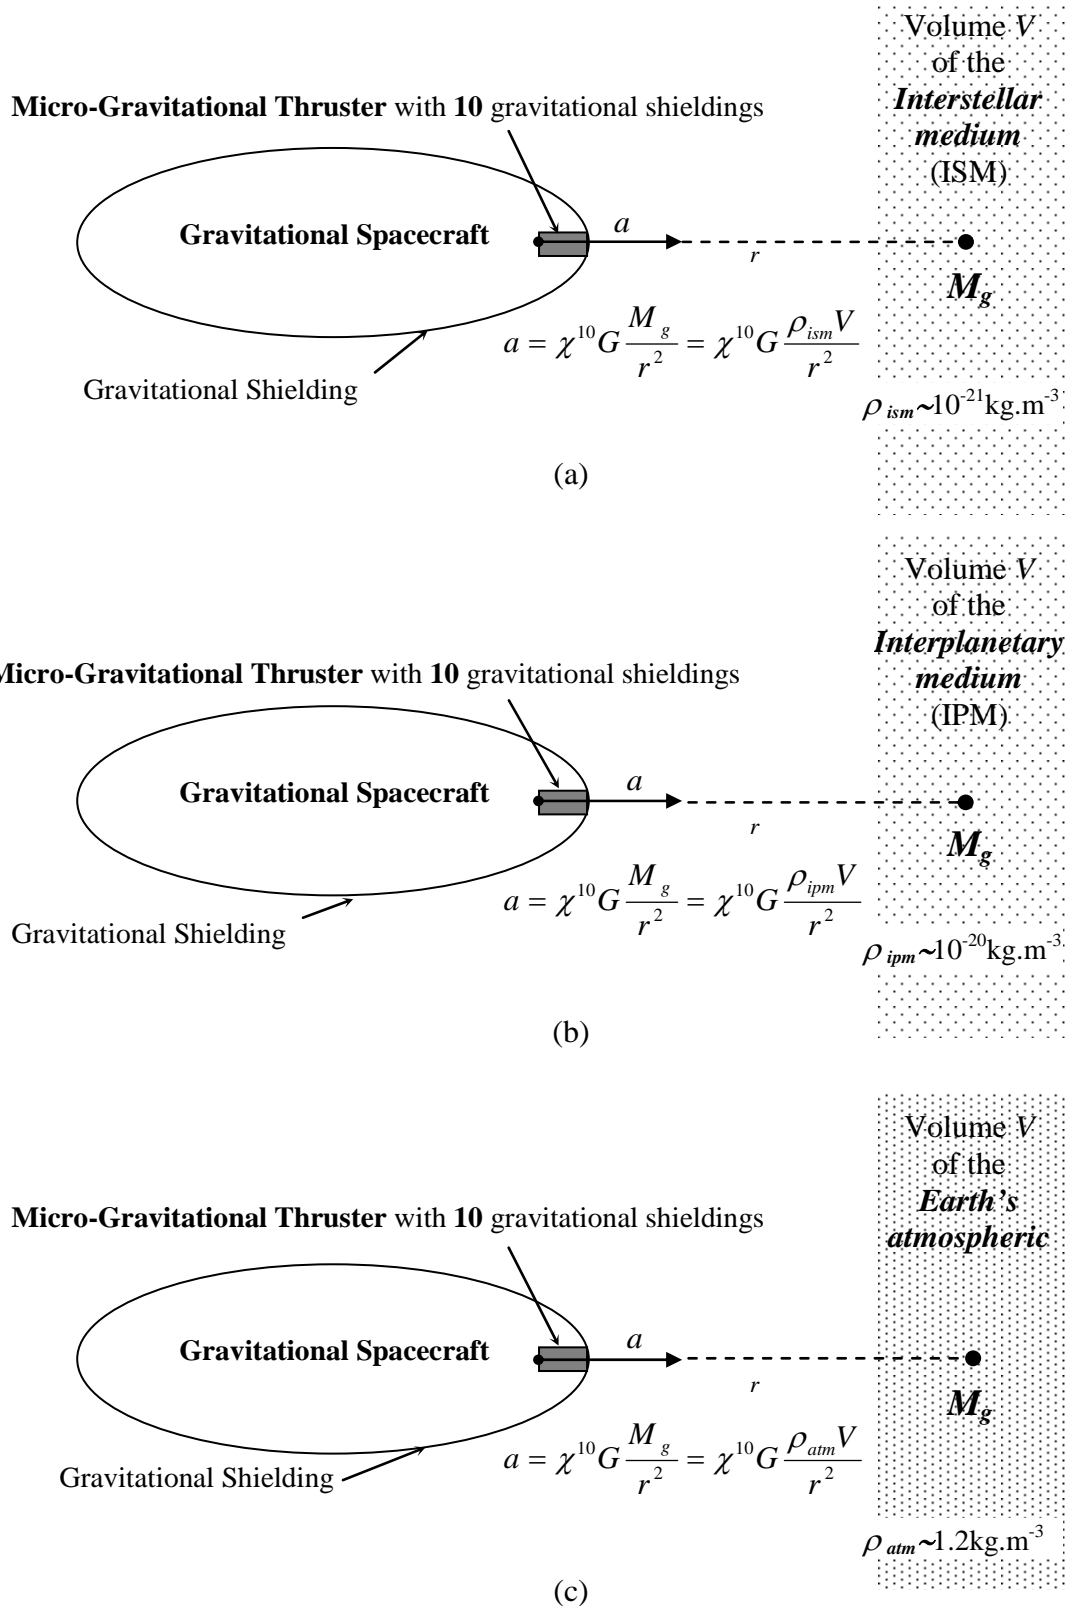 Volume V
of the
Interstellar
medium
(ISM)
Micro-Gravitational Thruster with 10 gravitational shieldings
Gravitational Spacecraft
a
r
M_g
a = χ^10 G M_g / r^2 = χ^10 G ρ_ism V / r^2
Gravitational Shielding
ρ_ism ~10^-21 kg.m^-3
(a)
Volume V
of the
Interplanetary
medium
(IPM)
Micro-Gravitational Thruster with 10 gravitational shieldings
Gravitational Spacecraft
a
r
M_g
a = χ^10 G M_g / r^2 = χ^10 G ρ_ipm V / r^2
Gravitational Shielding
ρ_ipm ~10^-20 kg.m^-3
(b)
Volume V
of the
Earth's
atmospheric
Micro-Gravitational Thruster with 10 gravitational shieldings
Gravitational Spacecraft
a
r
M_g
a = χ^10 G M_g / r^2 = χ^10 G ρ_atm V / r^2
Gravitational Shielding
ρ_atm ~1.2kg.m^-3
(c)